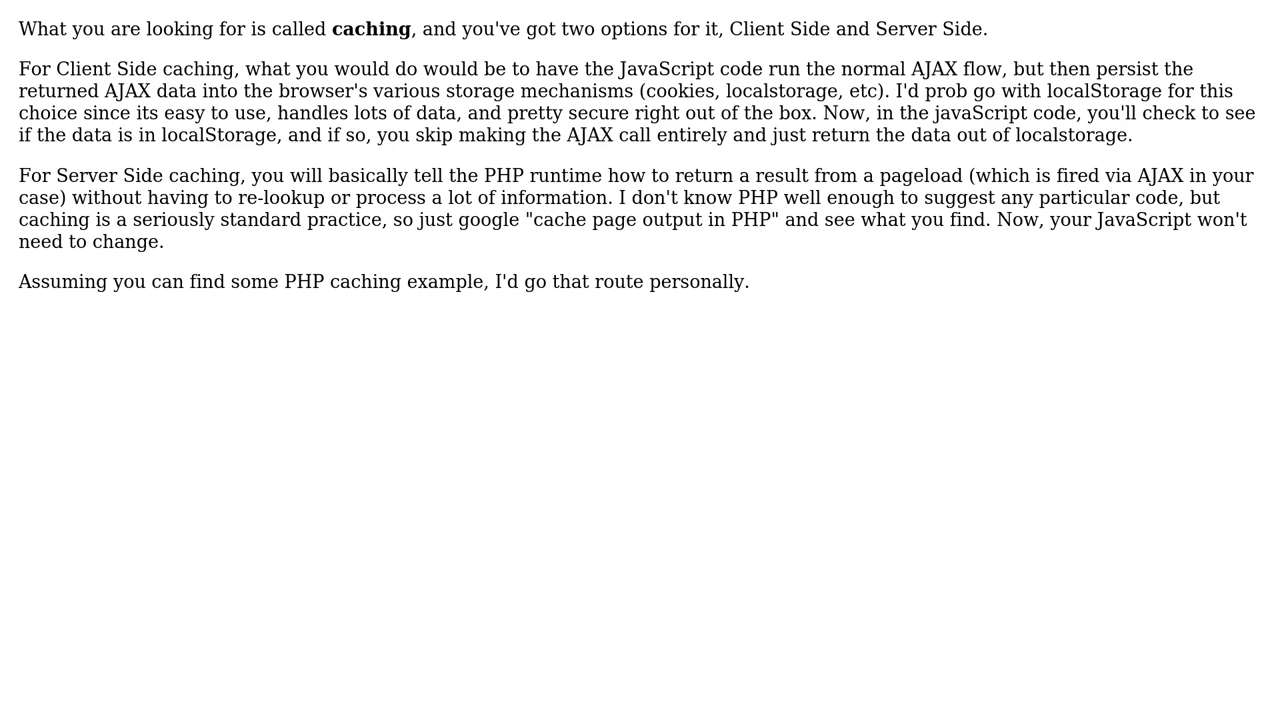 What you are looking for is called caching, and you've got two options for it, Client Side and Server Side.
For Client Side caching, what you would do would be to have the JavaScript code run the normal AJAX flow, but then persist the
returned AJAX data into the browser's various storage mechanisms (cookies, localstorage, etc). I'd prob go with localStorage for this
choice since its easy to use, handles lots of data, and pretty secure right out of the box. Now, in the javaScript code, you'll check to see
if the data is in localStorage, and if so, you skip making the AJAX call entirely and just return the data out of localstorage.
For Server Side caching, you will basically tell the PHP runtime how to return a result from a pageload (which is fired via AJAX in your
case) without having to re-lookup or process a lot of information. I don't know PHP well enough to suggest any particular code, but
caching is a seriously standard practice, so just google "cache page output in PHP" and see what you find. Now, your JavaScript won't
need to change.
Assuming you can find some PHP caching example, I'd go that route personally.